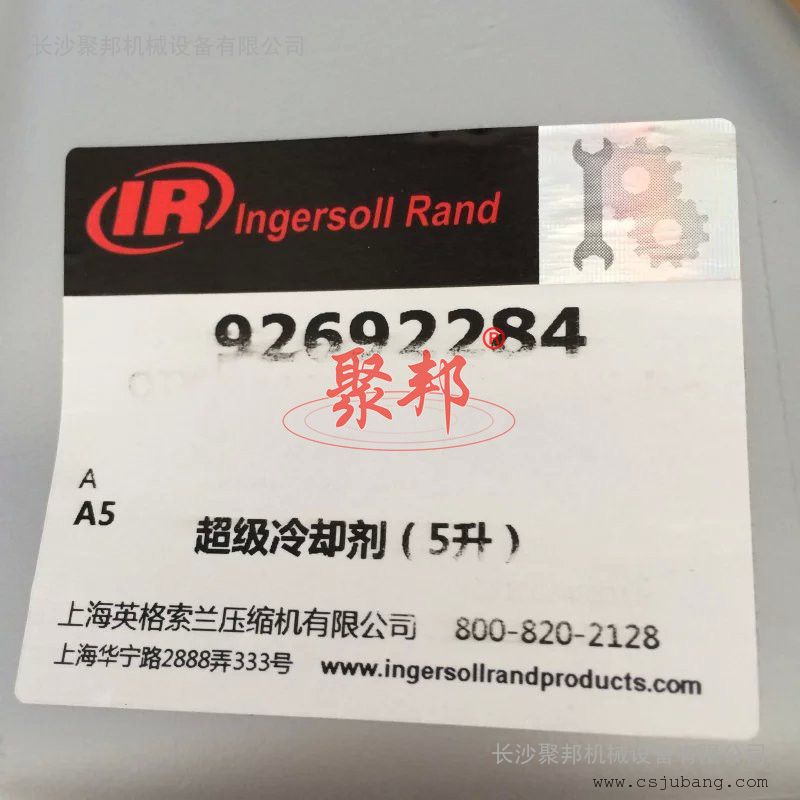 长沙聚邦机械设备有限公司
IR Ingersoll Rand
92692284
®
聚邦
A
A5
超级冷却剂(5升)
上海英格索兰压缩机有限公司 800-820-2128
上海华宁路2888弄333号 www.ingersollrandproducts.com
长沙聚邦机械设备有限公司
www.csjubang.com